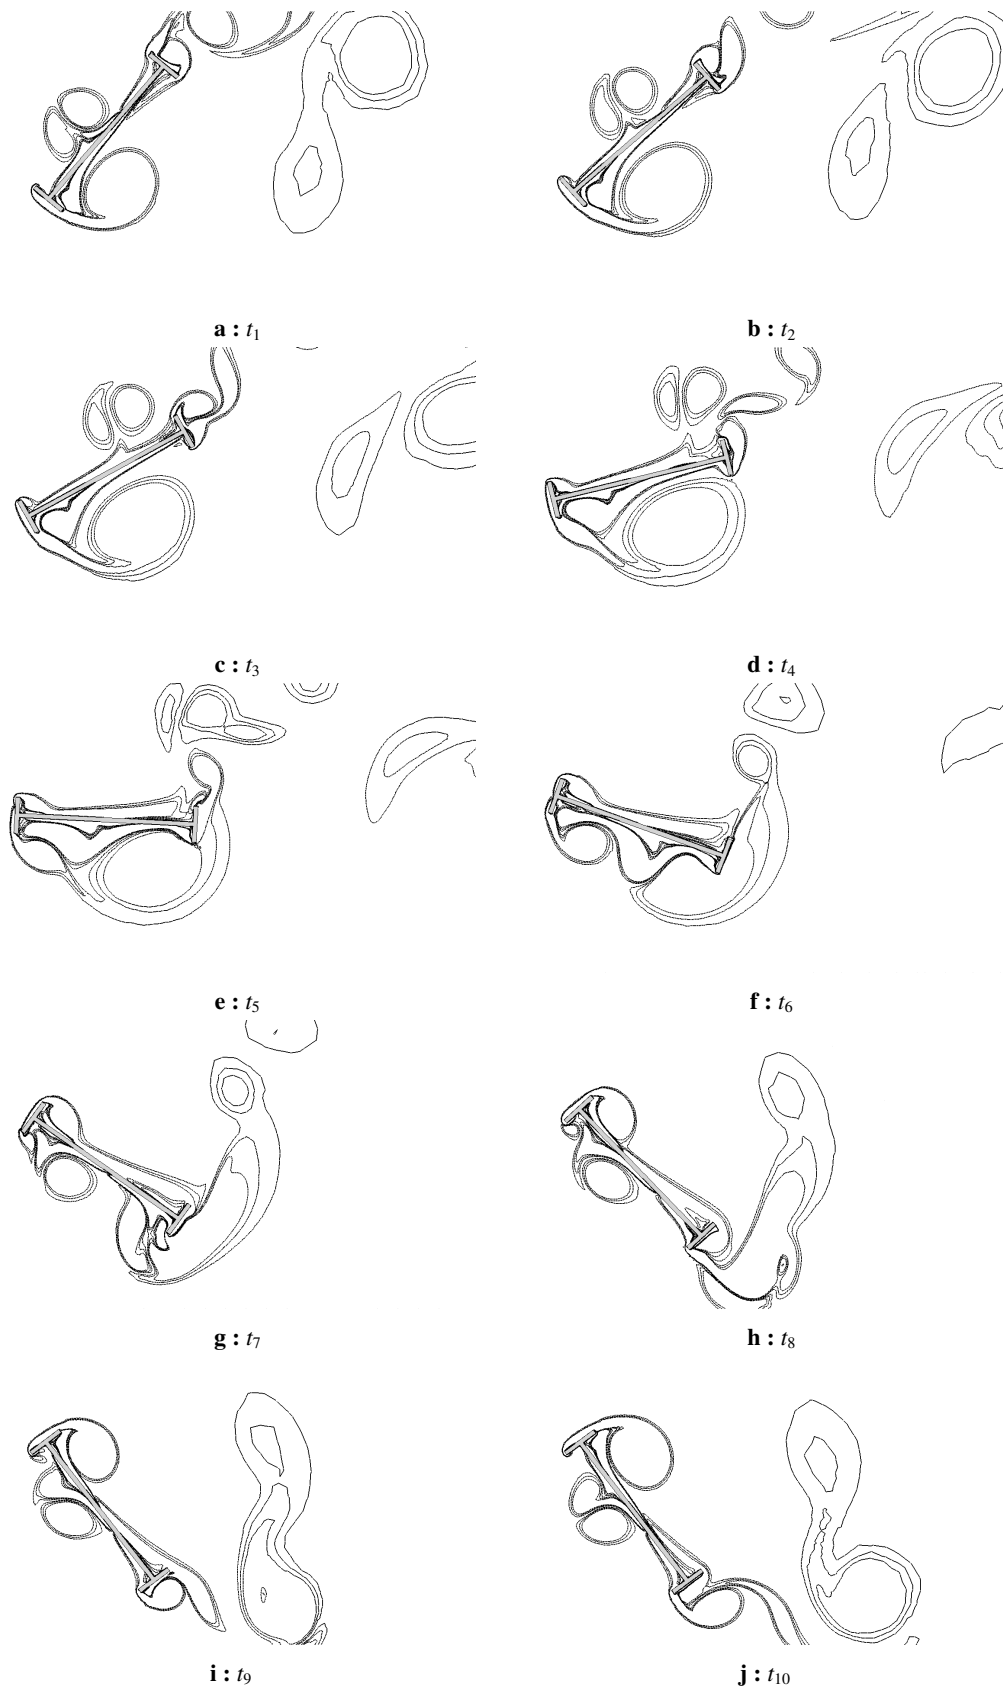 a : t₁
b : t₂
c : t₃
d : t₄
e : t₅
f : t₆
g : t₇
h : t₈
i : t₉
j : t₁₀